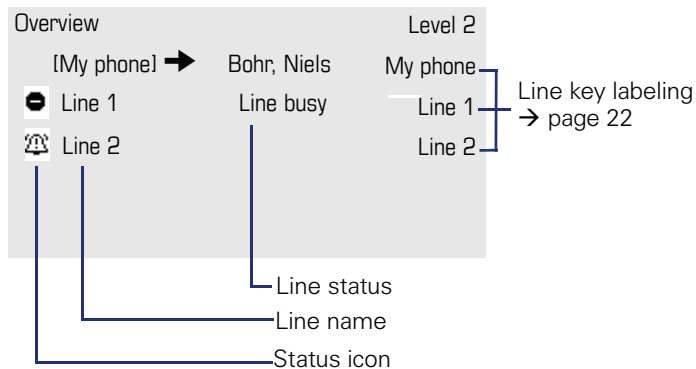 Overview Level 2
[My phone] → Bohr, Niels My phone
Line 1 Line busy Line 1
Line 2 Line 2
Line key labeling
→ page 22
Line status
Line name
Status icon